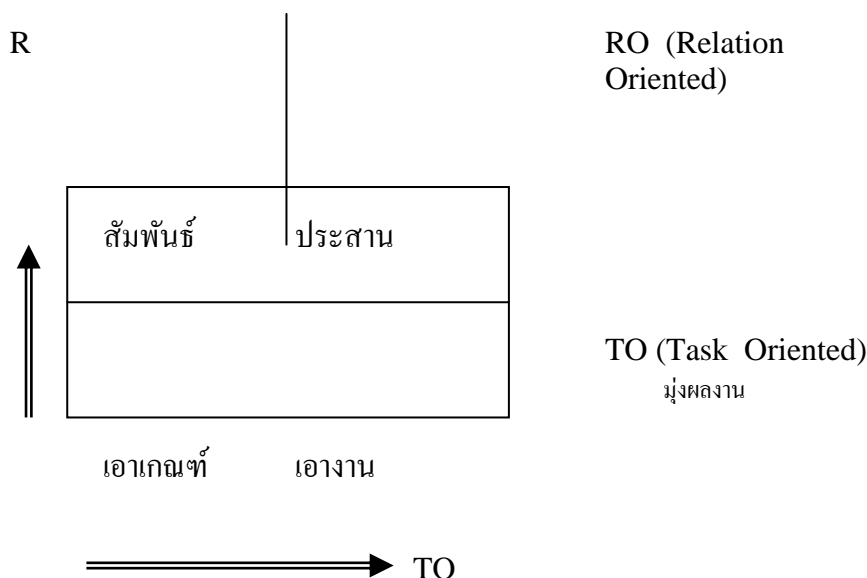 R
RO (Relation
Oriented)
สัมพันธ์ ประสาน
TO (Task Oriented)
มุ่งผลงาน
เอาเกณฑ์ เอางาน
TO